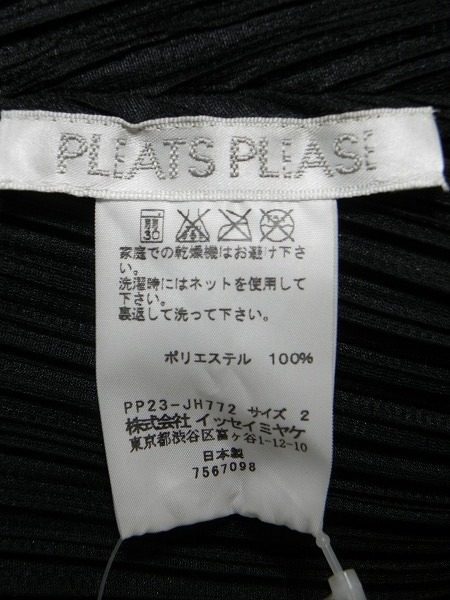 PLEATS PLEASE
30
家庭での乾燥機はお避け下さ
い。
洗濯時にはネットを使用して
下さい。
裏返して洗って下さい。
ポリエステル 100%
PP23-JH772 サイズ 2
株式会社 イッセイミヤケ
東京都渋谷区富ヶ谷1-12-10
日本製
7567098